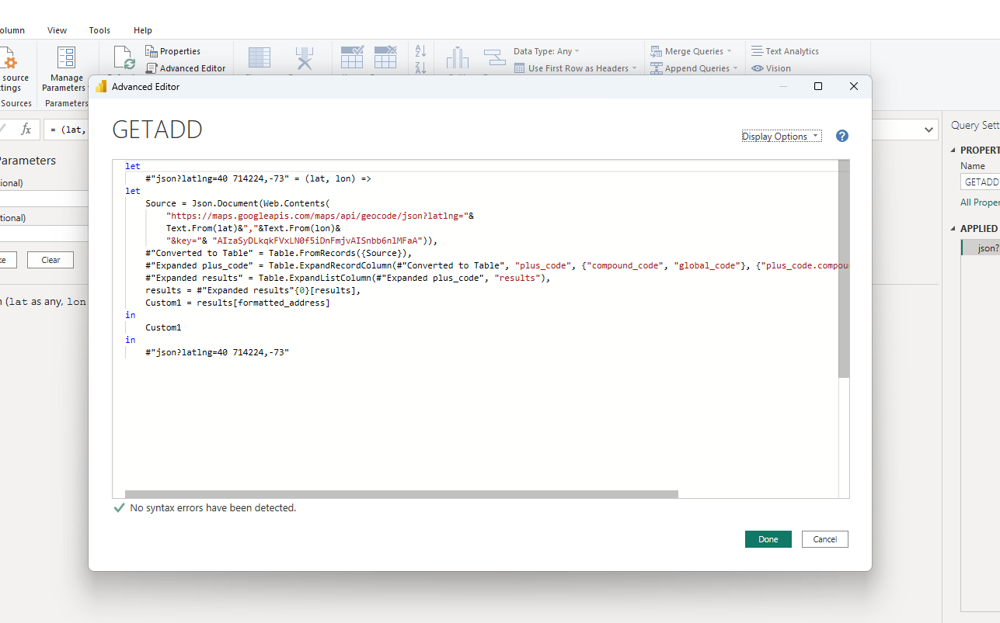 olumn View Tools Help
Properties
Advanced Editor
source
tings
Manage
Parameters
Sources
Parameters
Data Type: Any
Use First Row as Headers
Merge Queries
Append Queries
Text Analytics
Vision
Advanced Editor
fx
= (lat,
GETADD
Display Options
?
let
#"json?latlng=40 714224,-73" = (lat, lon) =>
let
Source = Json.Document(Web.Contents(
"https://maps.googleapis.com/maps/api/geocode/json?latlng="&
Text.From(lat)&","&Text.From(lon)&
"&key="& "AIzaSyDLkqkFVxLN0f5iDnFmjvAISnbb6nlMFaA")),
#"Converted to Table" = Table.FromRecords({Source}),
#"Expanded plus_code" = Table.ExpandRecordColumn(#"Converted to Table", "plus_code", {"compound_code", "global_code"}, {"plus_code.compou
#"Expanded results" = Table.ExpandListColumn(#"Expanded plus_code", "results"),
results = #"Expanded results"{0}[results],
Custom1 = results[formatted_address]
in
Custom1
in
#"json?latlng=40 714224,-73"
No syntax errors have been detected.
Done Cancel
Parameters
ional)
tional)
ke Clear
n (lat as any, lon
Query Sett
PROPERT
Name
GETADD
All Proper
APPLIED
json?